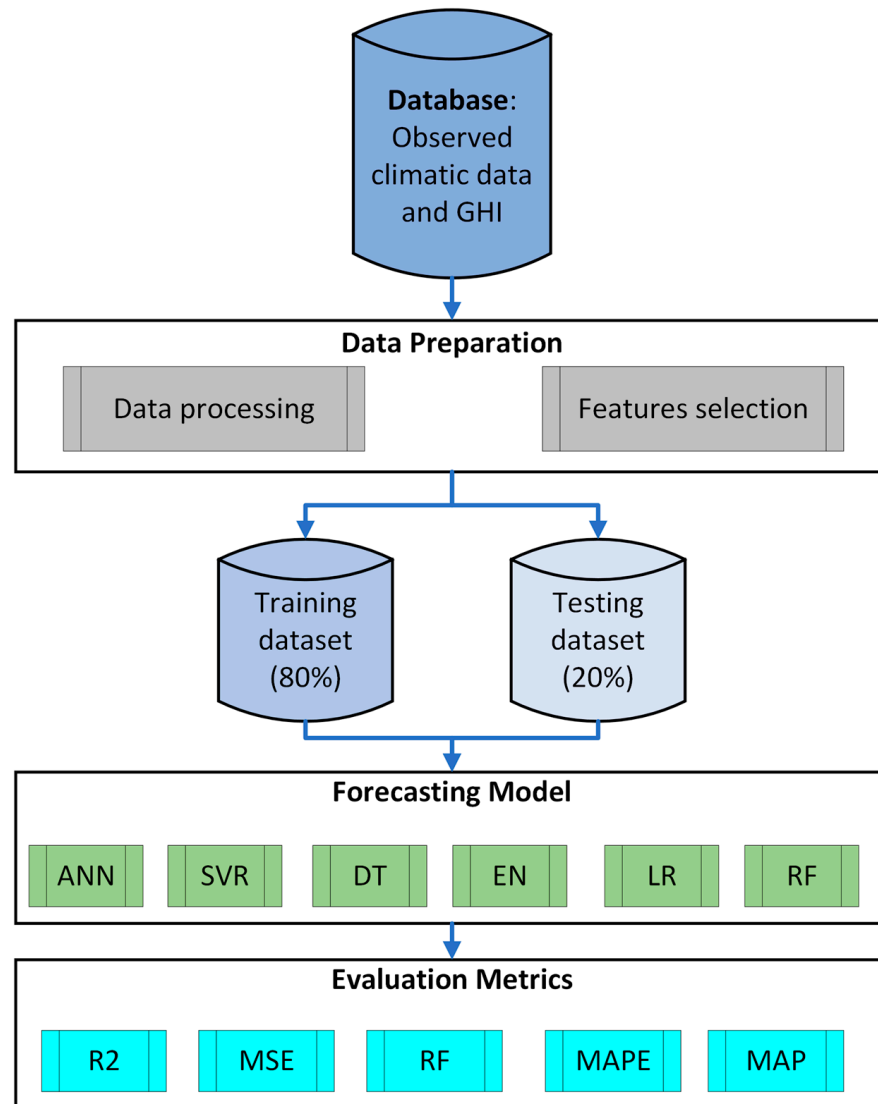 Database:
Observed
climatic data
and GHI
Data Preparation
Data processing
Features selection
Training
dataset
(80%)
Testing
dataset
(20%)
Forecasting Model
ANN
SVR
DT
EN
LR
RF
Evaluation Metrics
R2
MSE
RF
MAPE
MAP